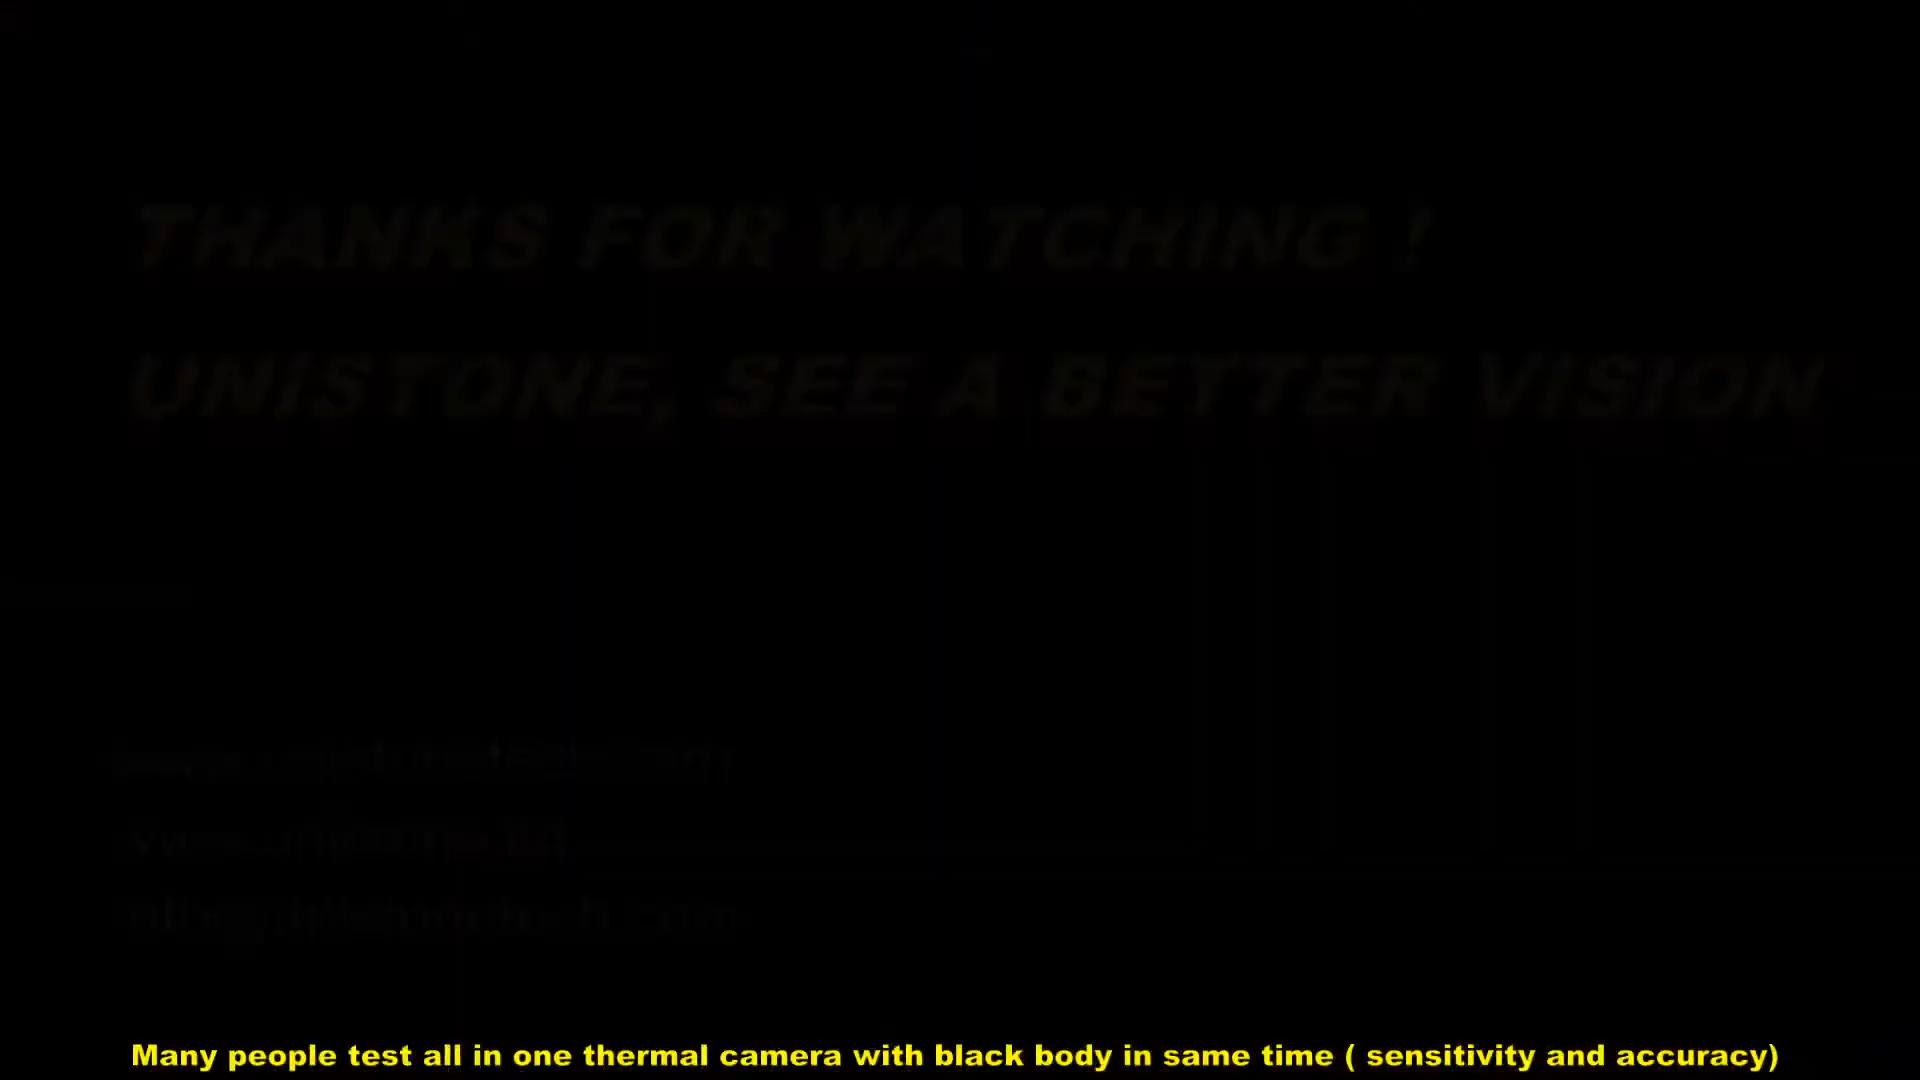 THANKS FOR WATCHING !
UNISTONE, SEE A BETTER VISION
Many people test all in one thermal camera with black body in same time ( sensitivity and accuracy)